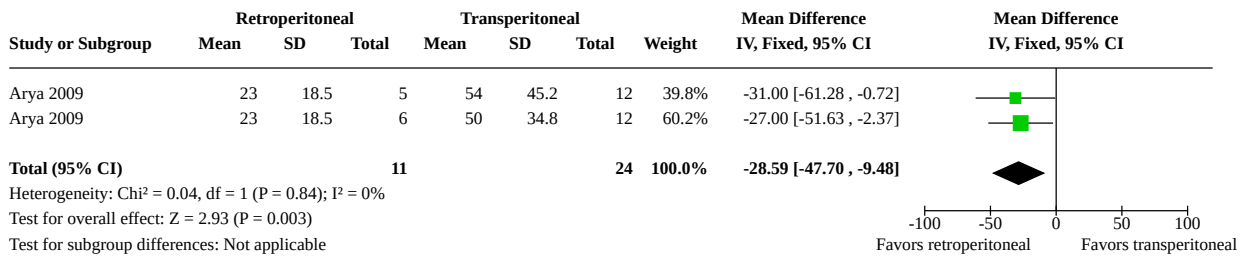 Retroperitoneal Transperitoneal Mean Difference Mean Difference
Study or Subgroup Mean SD Total Mean SD Total Weight IV, Fixed, 95% CI IV, Fixed, 95% CI
Arya 2009 23 18.5 5 54 45.2 12 39.8% -31.00 [-61.28 , -0.72]
Arya 2009 23 18.5 6 50 34.8 12 60.2% -27.00 [-51.63 , -2.37]
Total (95% CI) 11 24 100.0% -28.59 [-47.70 , -9.48]
Heterogeneity: Chi² = 0.04, df = 1 (P = 0.84); I² = 0%
Test for overall effect: Z = 2.93 (P = 0.003) -100 -50 0 50 100
Test for subgroup differences: Not applicable Favors retroperitoneal Favors transperitoneal